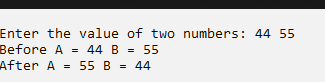 Enter the value of two numbers: 44 55
Before A = 44 B = 55
After A = 55 B = 44